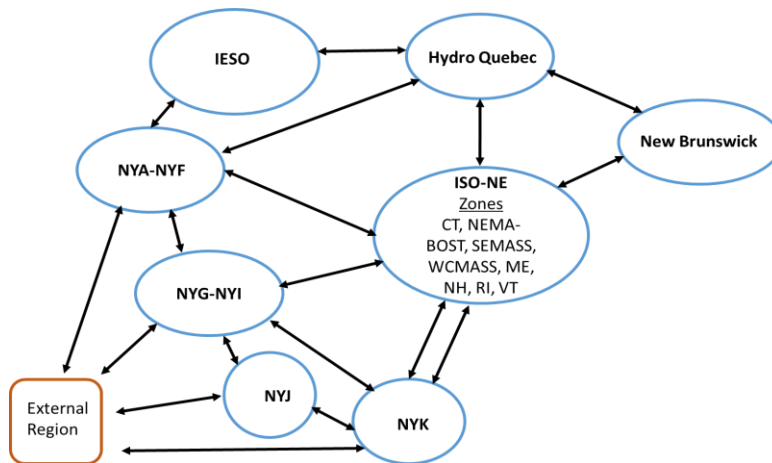 IESO
Hydro Quebec
New Brunswick
NYA-NYF
ISO-NE
Zones
CT, NEMA-
BOST, SEMASS,
WCMASS, ME,
NH, RI, VT
NYG-NYI
External
Region
NYJ
NYK